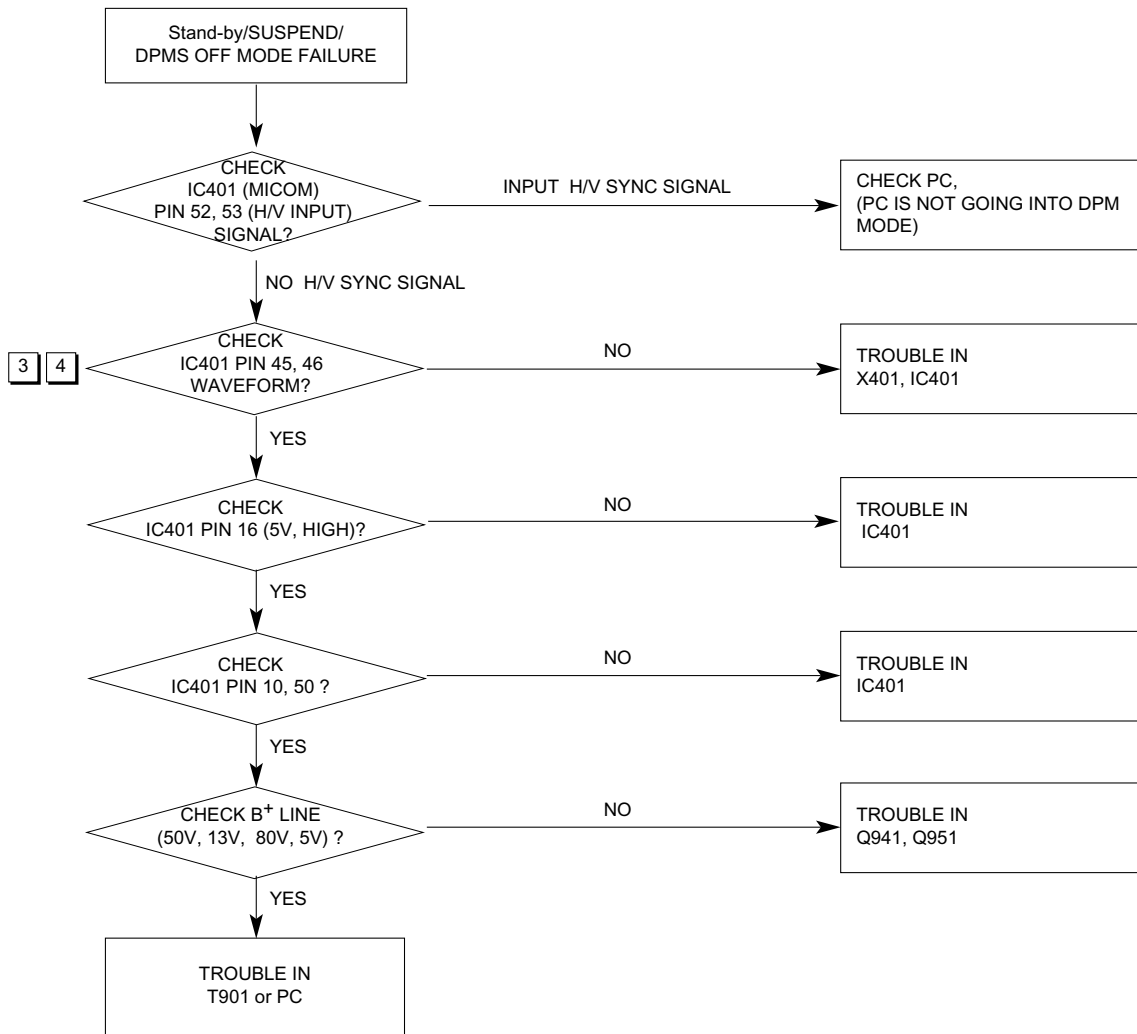 Stand-by/SUSPEND/
DPMS OFF MODE FAILURE
CHECK
IC401 (MICOM)
PIN 52, 53 (H/V INPUT)
SIGNAL?
INPUT H/V SYNC SIGNAL
CHECK PC,
(PC IS NOT GOING INTO DPM
MODE)
NO H/V SYNC SIGNAL
3 4
CHECK
IC401 PIN 45, 46
WAVEFORM?
NO
TROUBLE IN
X401, IC401
YES
CHECK
IC401 PIN 16 (5V, HIGH)?
NO
TROUBLE IN
IC401
YES
CHECK
IC401 PIN 10, 50 ?
NO
TROUBLE IN
IC401
YES
CHECK B+ LINE
(50V, 13V, 80V, 5V) ?
NO
TROUBLE IN
Q941, Q951
YES
TROUBLE IN
T901 or PC